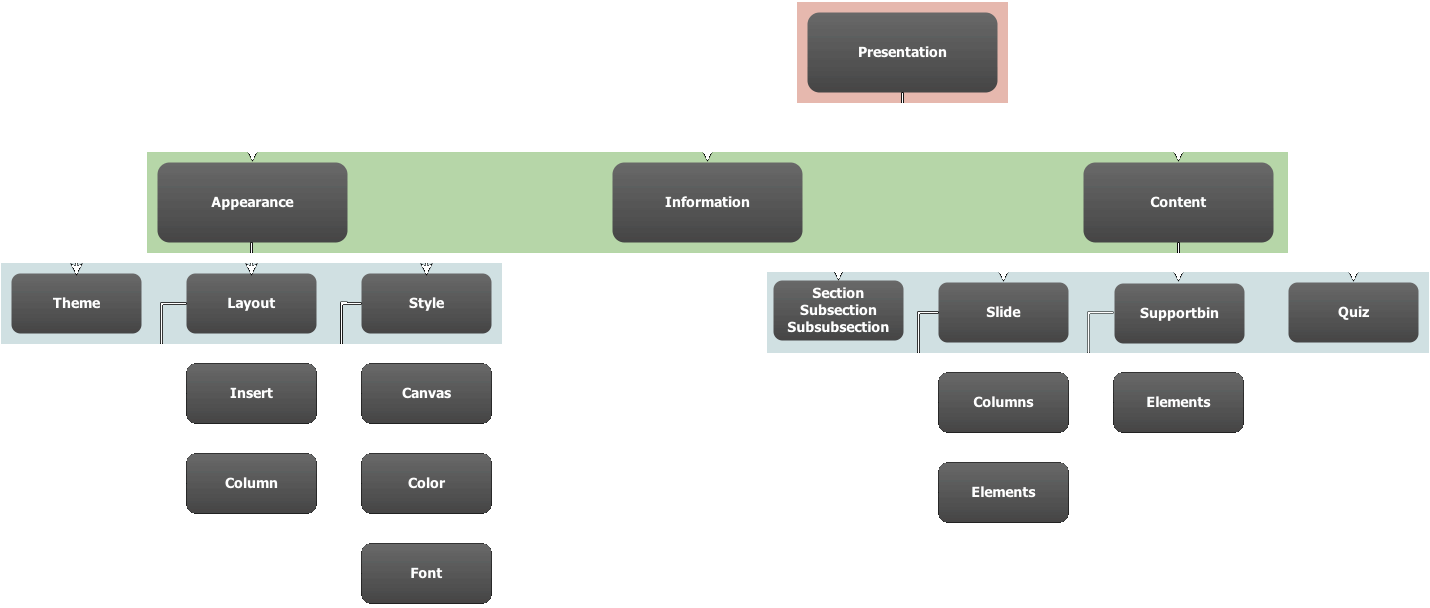 Presentation
Appearance
Information
Content
Theme
Layout
Style
Section
Subsection
Subsubsection
Slide
Supportbin
Quiz
Insert
Canvas
Columns
Elements
Column
Color
Elements
Font